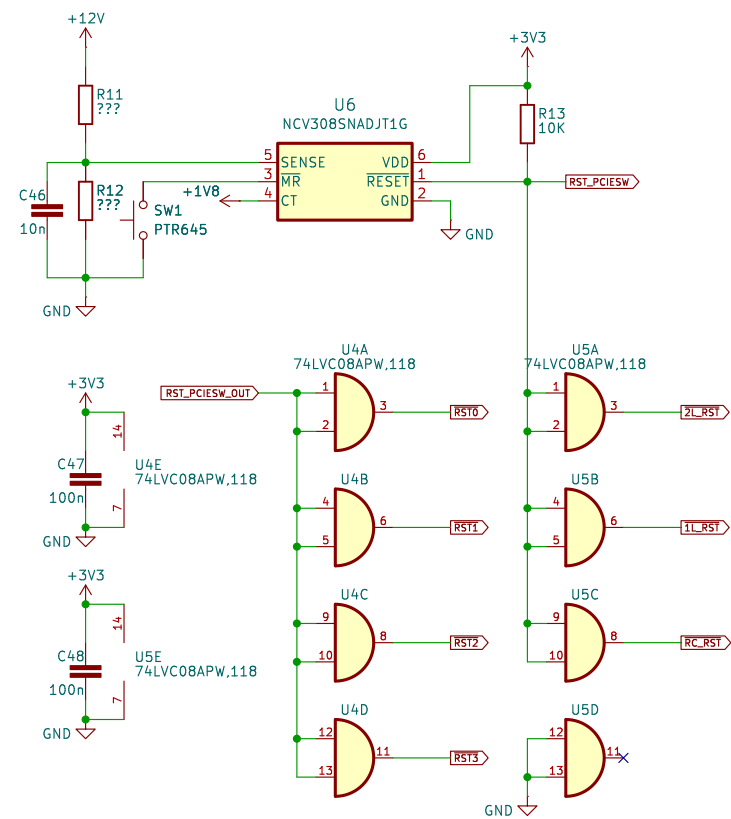 +12V
+3V3
R11
???
U6
NCV308SNADJT1G
R13
10K
5 SENSE VDD 6
3 MR RESET 1
4 CT GND 2
RST_PCIESW
C46
10n
R12
???
+1V8
SW1
PTR645
GND
GND
U4A
74LVC08APW,118
U5A
74LVC08APW,118
RST_PCIESW_OUT
1
2
3
RST0
1
2
3
2L_RST
+3V3
14
C47
100n
U4E
74LVC08APW,118
7
GND
U4B
4
5
6
RST1
U5B
4
5
6
1L_RST
+3V3
14
C48
100n
U5E
74LVC08APW,118
7
GND
U4C
9
10
8
RST2
U5C
9
10
8
RC_RST
U4D
12
13
11
RST3
U5D
12
13
11
GND